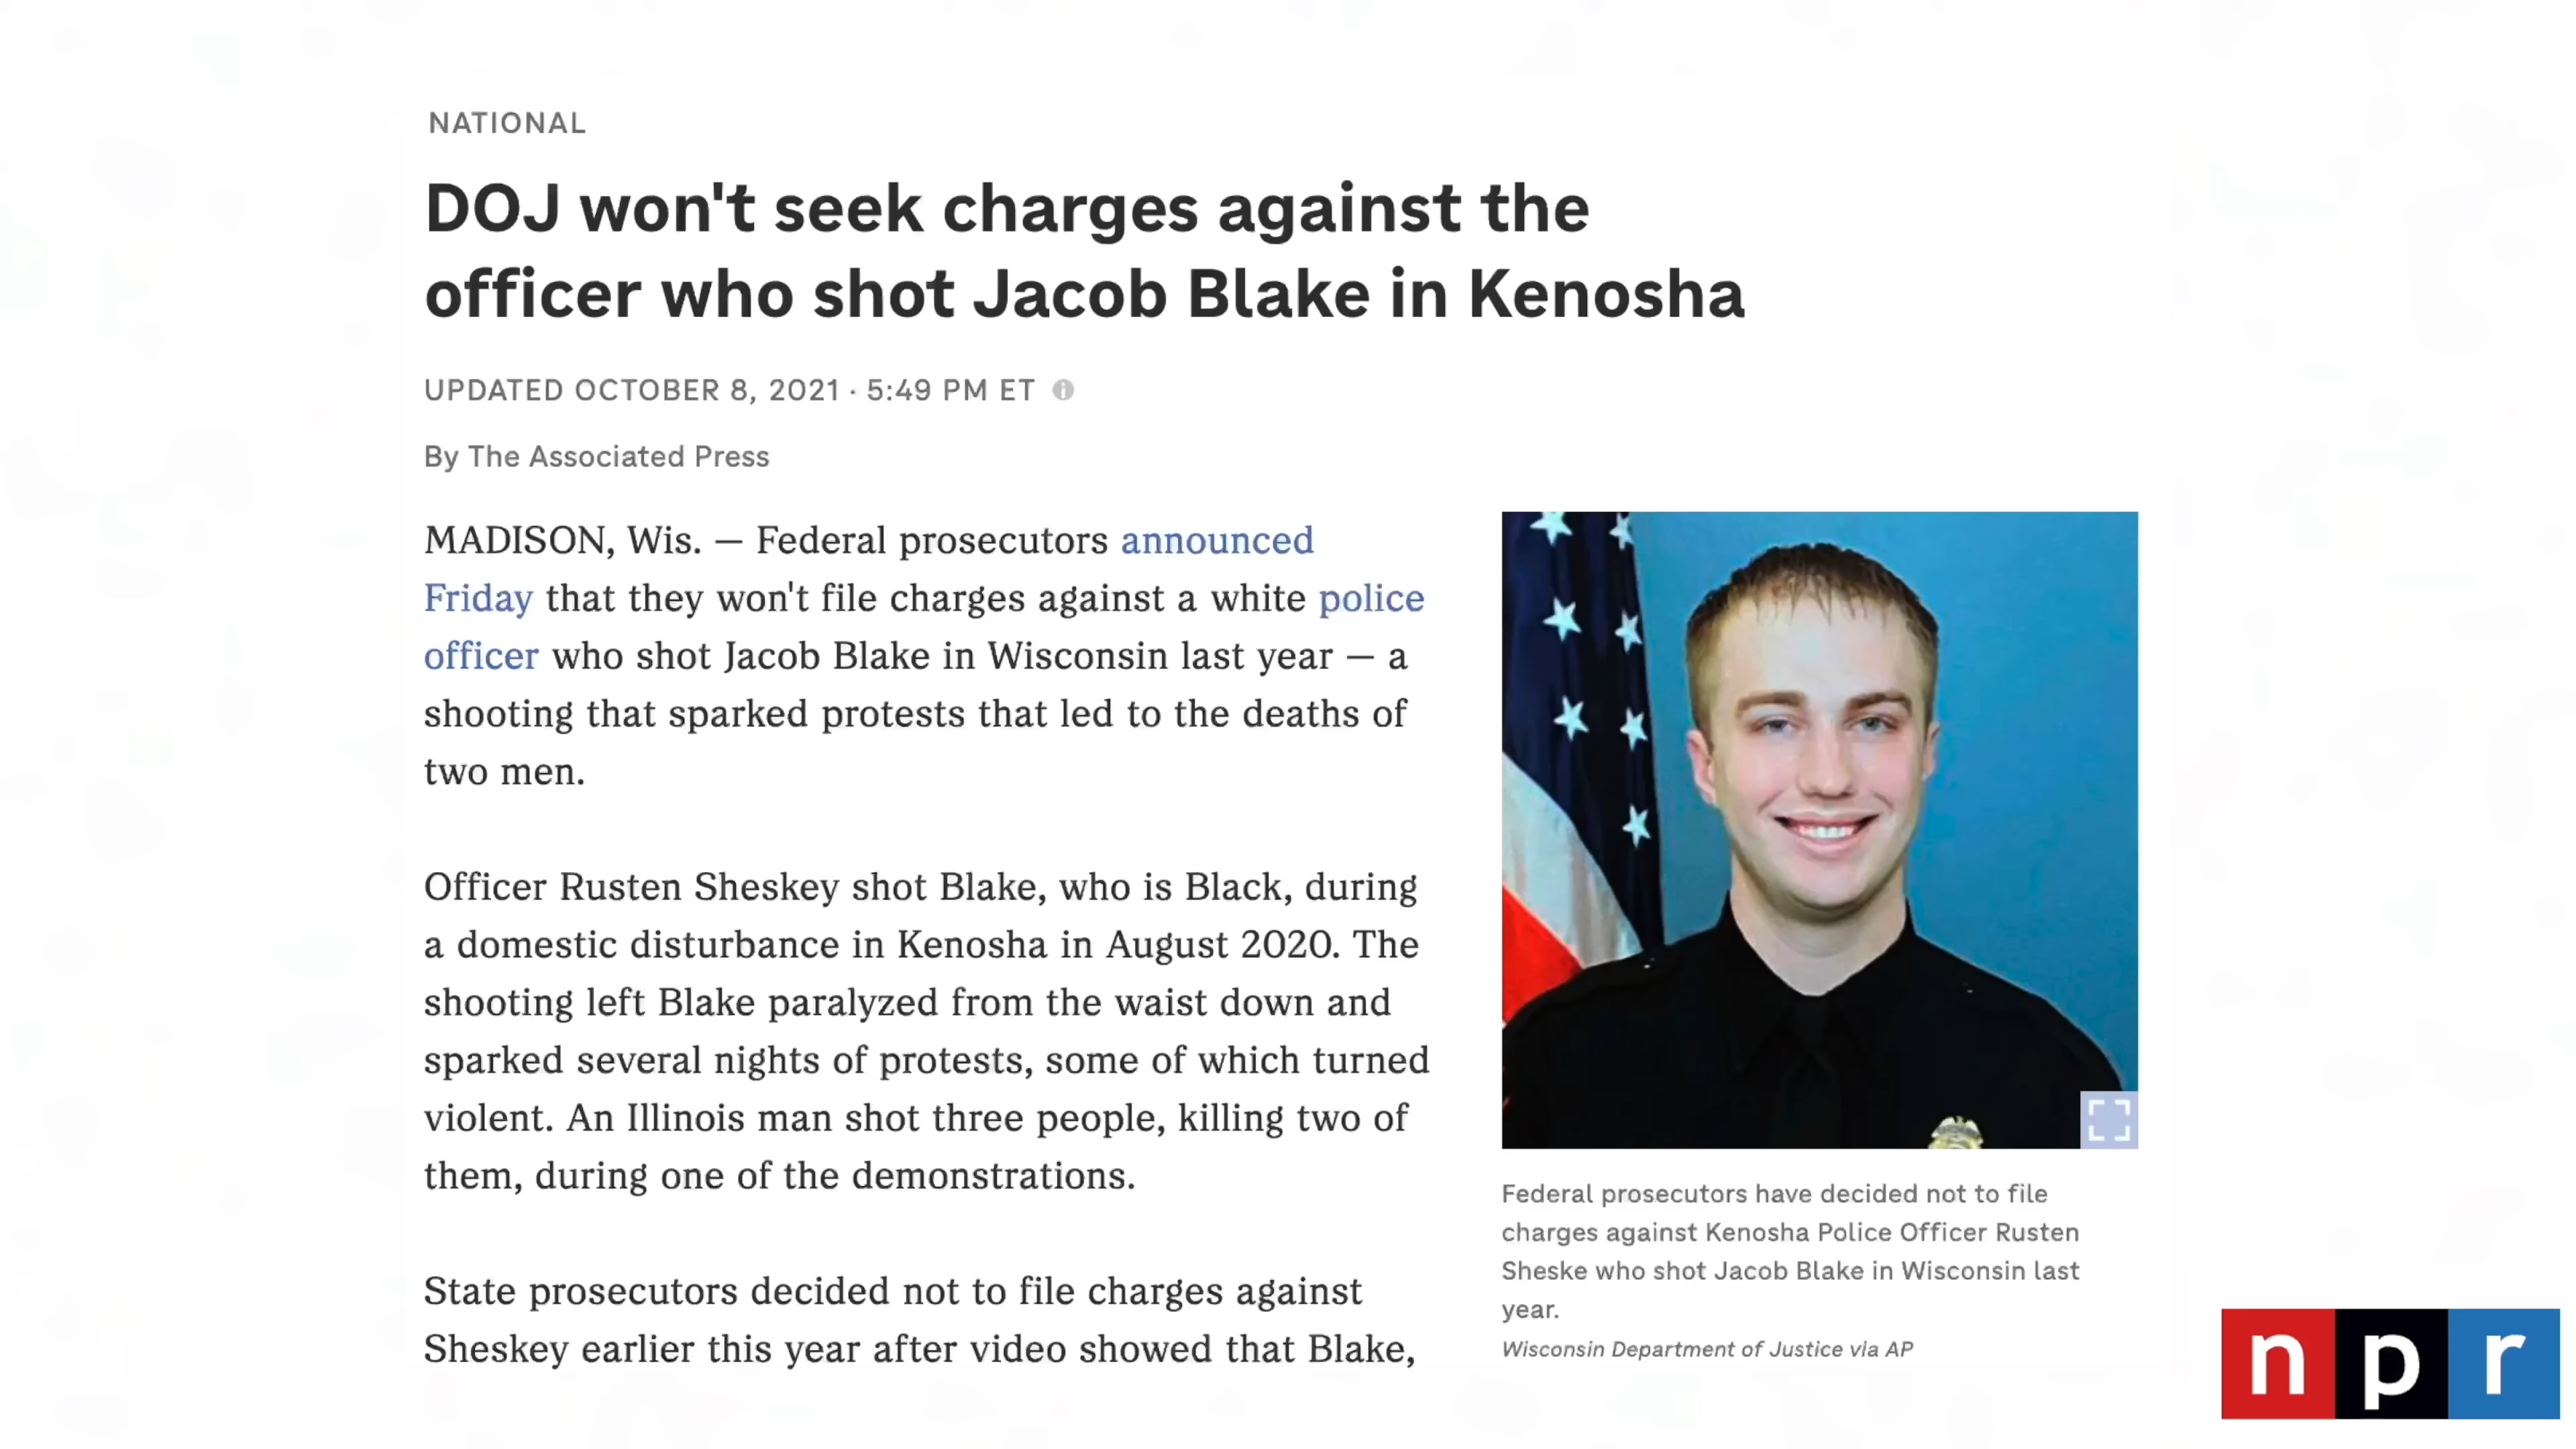 NATIONAL
DOJ won't seek charges against the
officer who shot Jacob Blake in Kenosha
UPDATED OCTOBER 8, 2021 · 5:49 PM ET
By The Associated Press
MADISON, Wis. — Federal prosecutors announced
Friday that they won't file charges against a white police
officer who shot Jacob Blake in Wisconsin last year — a
shooting that sparked protests that led to the deaths of
two men.
Officer Rusten Sheskey shot Blake, who is Black, during
a domestic disturbance in Kenosha in August 2020. The
shooting left Blake paralyzed from the waist down and
sparked several nights of protests, some of which turned
violent. An Illinois man shot three people, killing two of
them, during one of the demonstrations.
State prosecutors decided not to file charges against
Sheskey earlier this year after video showed that Blake,
Federal prosecutors have decided not to file
charges against Kenosha Police Officer Rusten
Sheske who shot Jacob Blake in Wisconsin last
year.
Wisconsin Department of Justice via AP
npr